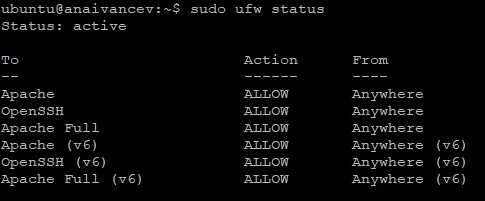 ubuntu@anaivancev:~$ sudo ufw status
Status: active

To                         Action      From
--                         ------      ----
Apache                     ALLOW       Anywhere
OpenSSH                    ALLOW       Anywhere
Apache Full                ALLOW       Anywhere
Apache (v6)                ALLOW       Anywhere (v6)
OpenSSH (v6)               ALLOW       Anywhere (v6)
Apache Full (v6)           ALLOW       Anywhere (v6)